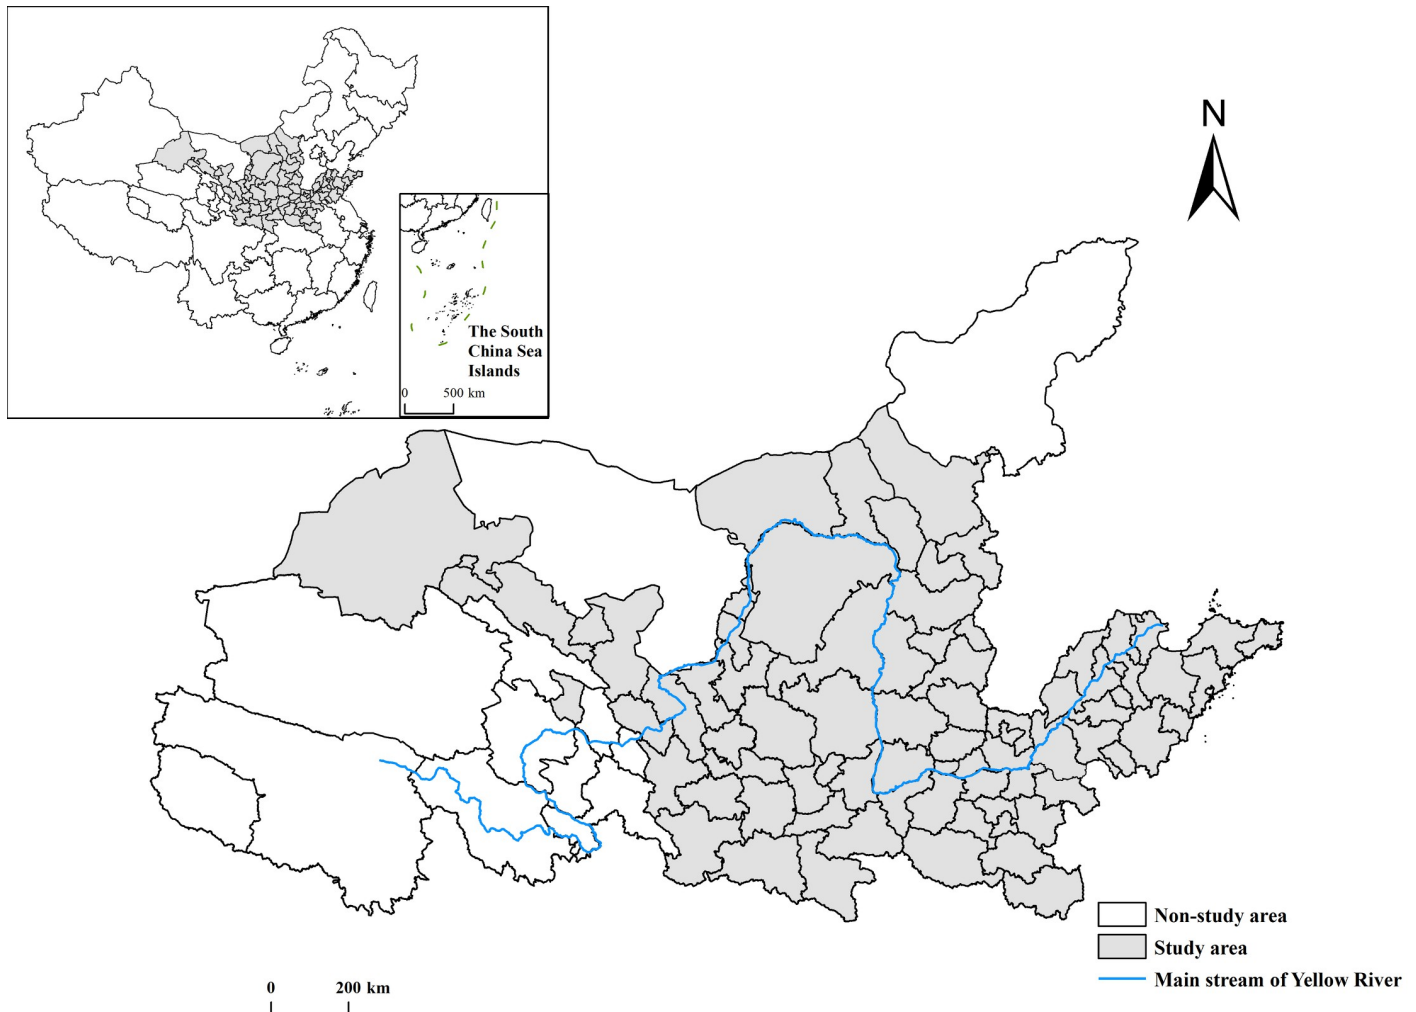 N
The South
China Sea
Islands
0 500 km
Non-study area
Study area
Main stream of Yellow River
0 200 km